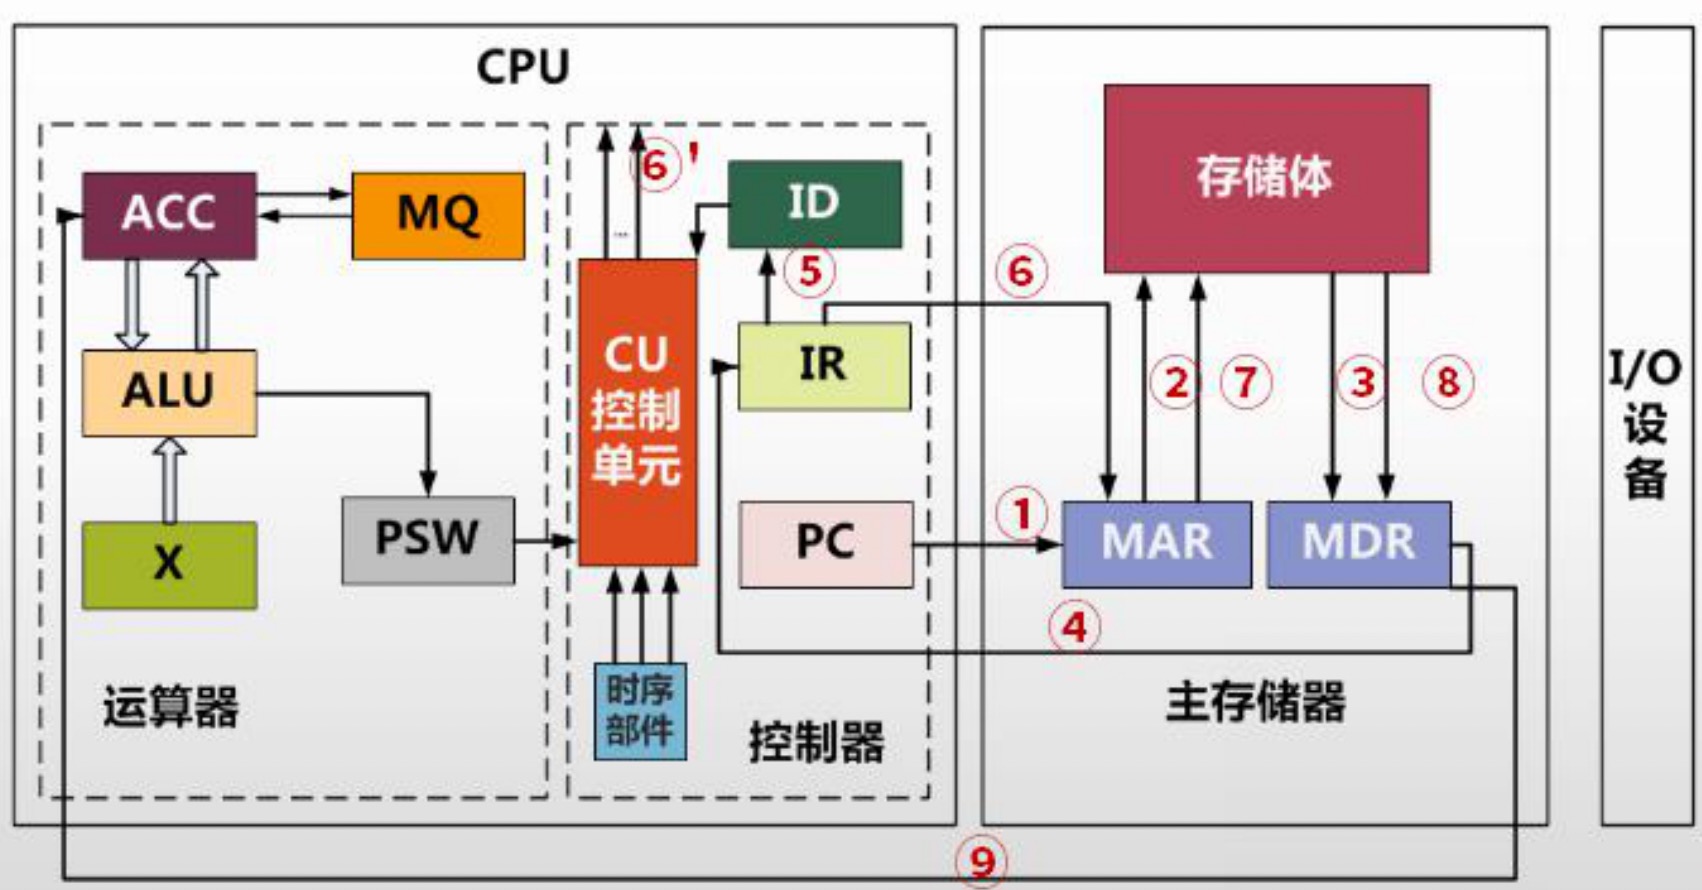 CPU
ACC
MQ
ALU
X
PSW
运算器
⑥'
...
ID
⑤
CU
控制
单元
IR
PC
时序
部件
控制器
⑥
①
④
⑨
存储体
②
⑦
③
⑧
MAR
MDR
主存储器
I/O
设
备